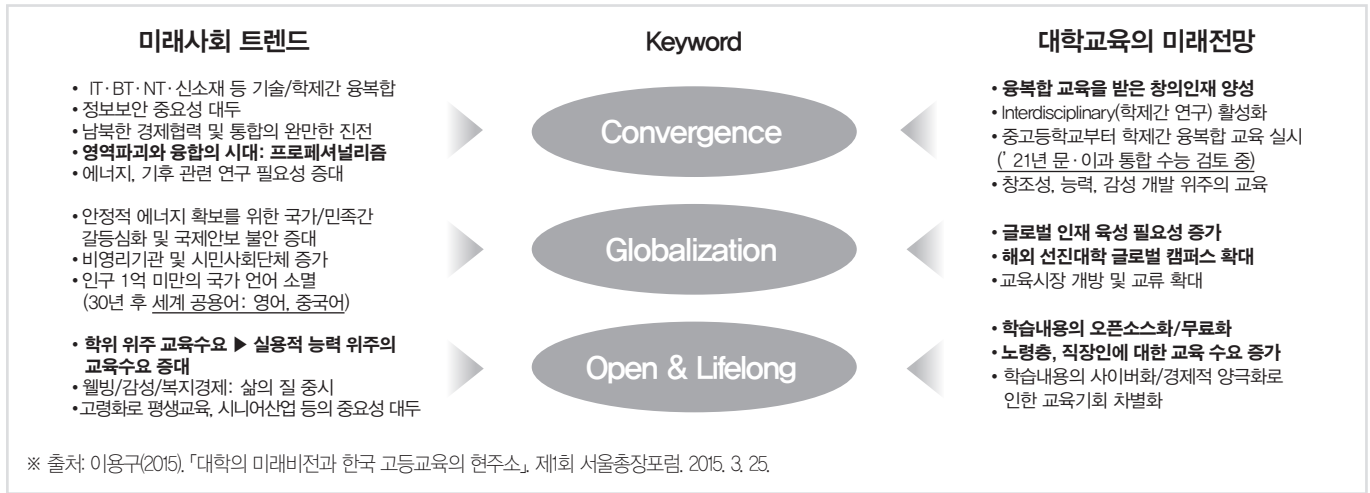 미래사회 트렌드
• IT·BT·NT·신소재 등 기술/학제간 융복합
• 정보보안 중요성 대두
• 남북한 경제협력 및 통합의 완만한 진전
• 영역파괴와 융합의 시대: 프로페셔널리즘
• 에너지, 기후 관련 연구 필요성 증대
• 안정적 에너지 확보를 위한 국가/민족간
갈등심화 및 국제안보 불안 증대
• 비영리기관 및 시민사회단체 증가
• 인구 1억 미만의 국가 언어 소멸
(30년 후 세계 공용어: 영어, 중국어)
• 학위 위주 교육수요 ▶ 실용적 능력 위주의
교육수요 증대
• 웰빙/감성/복지경제: 삶의 질 중시
• 고령화로 평생교육, 시니어산업 등의 중요성 대두
Keyword
Convergence
Globalization
Open & Lifelong
대학교육의 미래전망
• 융복합 교육을 받은 창의인재 양성
• Interdisciplinary(학제간 연구) 활성화
• 중고등학교부터 학제간 융복합 교육 실시
(’ 21년 문·이과 통합 수능 검토 중)
• 창조성, 능력, 감성 개발 위주의 교육
• 글로벌 인재 육성 필요성 증가
• 해외 선진대학 글로벌 캠퍼스 확대
• 교육시장 개방 및 교류 확대
• 학습내용의 오픈소스화/무료화
• 노령층, 직장인에 대한 교육 수요 증가
• 학습내용의 사이버화/경제적 양극화로
인한 교육기회 차별화
※ 출처: 이용구(2015). 「대학의 미래비전과 한국 고등교육의 현주소」, 제1회 서울총장포럼. 2015. 3. 25.